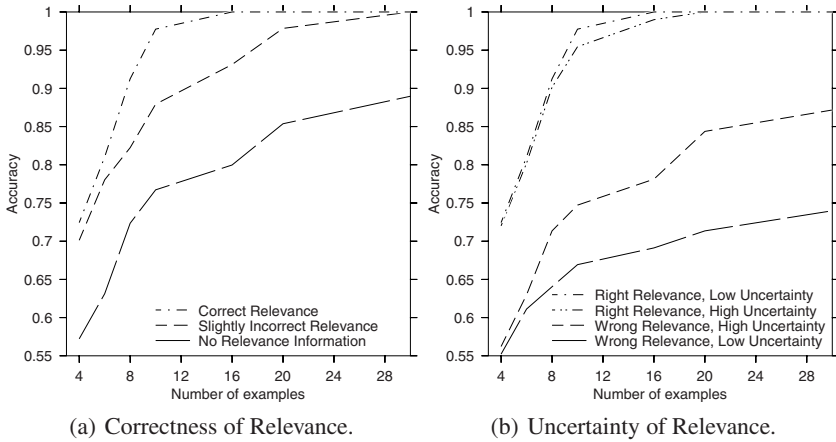 1
0.95
0.9
0.85
0.8
0.75
0.7
0.65
0.6
0.55
Accuracy
4 8 12 16 20 24 28
Number of examples
Correct Relevance
Slightly Incorrect Relevance
No Relevance Information
(a) Correctness of Relevance.
1
0.95
0.9
0.85
0.8
0.75
0.7
0.65
0.6
0.55
Accuracy
4 8 12 16 20 24 28
Number of examples
Right Relevance, Low Uncertainty
Right Relevance, High Uncertainty
Wrong Relevance, High Uncertainty
Wrong Relevance, Low Uncertainty
(b) Uncertainty of Relevance.